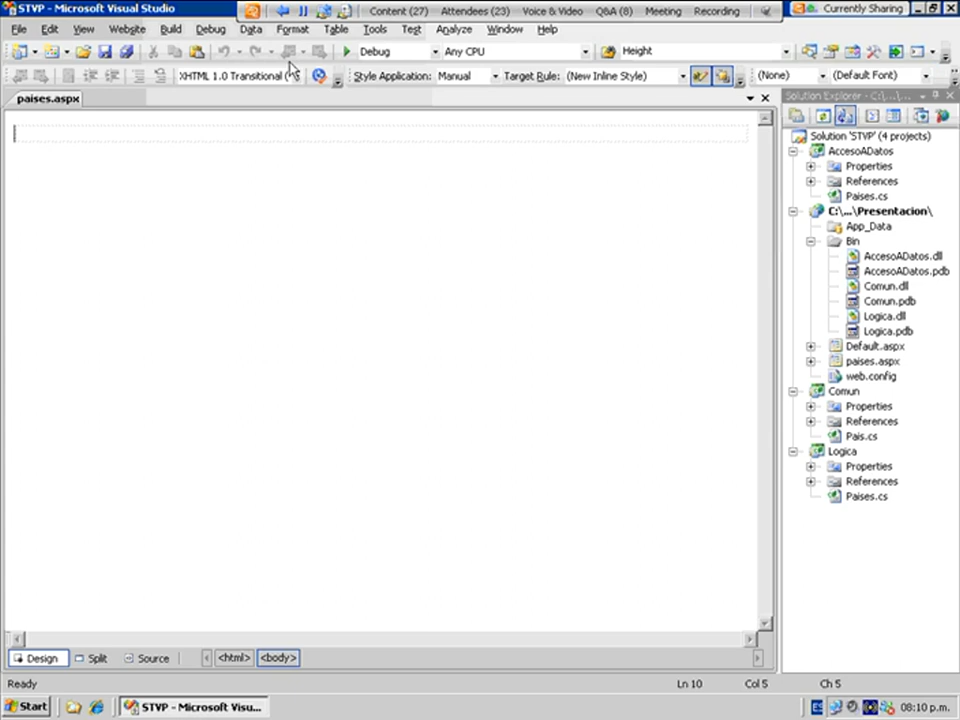 STVP - Microsoft Visual Studio
Content (27) Attendees (23) Voice & Video Q&A (8) Meeting Recording
Currently Sharing
File Edit View Website Build Debug Data Format Table Tools Test Analyze Window Help
Debug Any CPU Height
XHTML 1.0 Transitional ( Style Application: Manual Target Rule: (New Inline Style) (None) (Default Font)
paises.aspx
Solution Explorer - C:\...\
Solution 'STVP' (4 projects)
AccesoADatos
Properties
References
Paises.cs
C:\...\Presentacion\
App_Data
Bin
AccesoADatos.dll
AccesoADatos.pdb
Comun.dll
Comun.pdb
Logica.dll
Logica.pdb
Default.aspx
paises.aspx
web.config
Comun
Properties
References
Pais.cs
Logica
Properties
References
Paises.cs
Design Split Source <html> <body>
Ready Ln 10 Col 5 Ch 5
Start STVP - Microsoft Visu... ES 08:10 p.m.